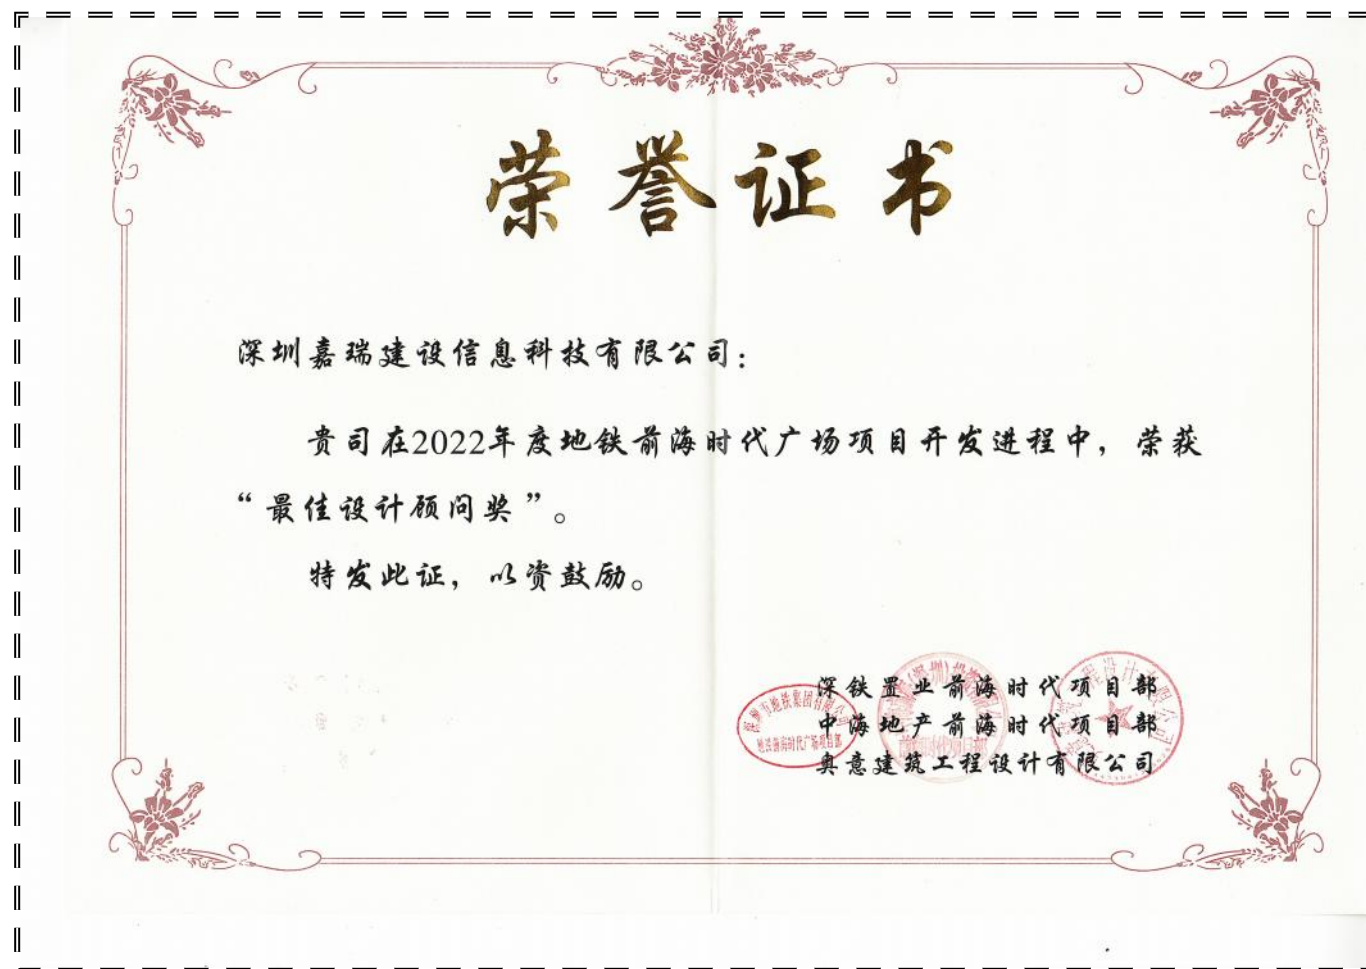 荣誉证书
深圳嘉瑞建设信息科技有限公司：
贵司在2022年度地铁前海时代广场项目开发进程中，荣获
“最佳设计顾问奖”。
特发此证，以资鼓励。
深铁置业前海时代项目部
中海地产前海时代项目部
奥意建筑工程设计有限公司